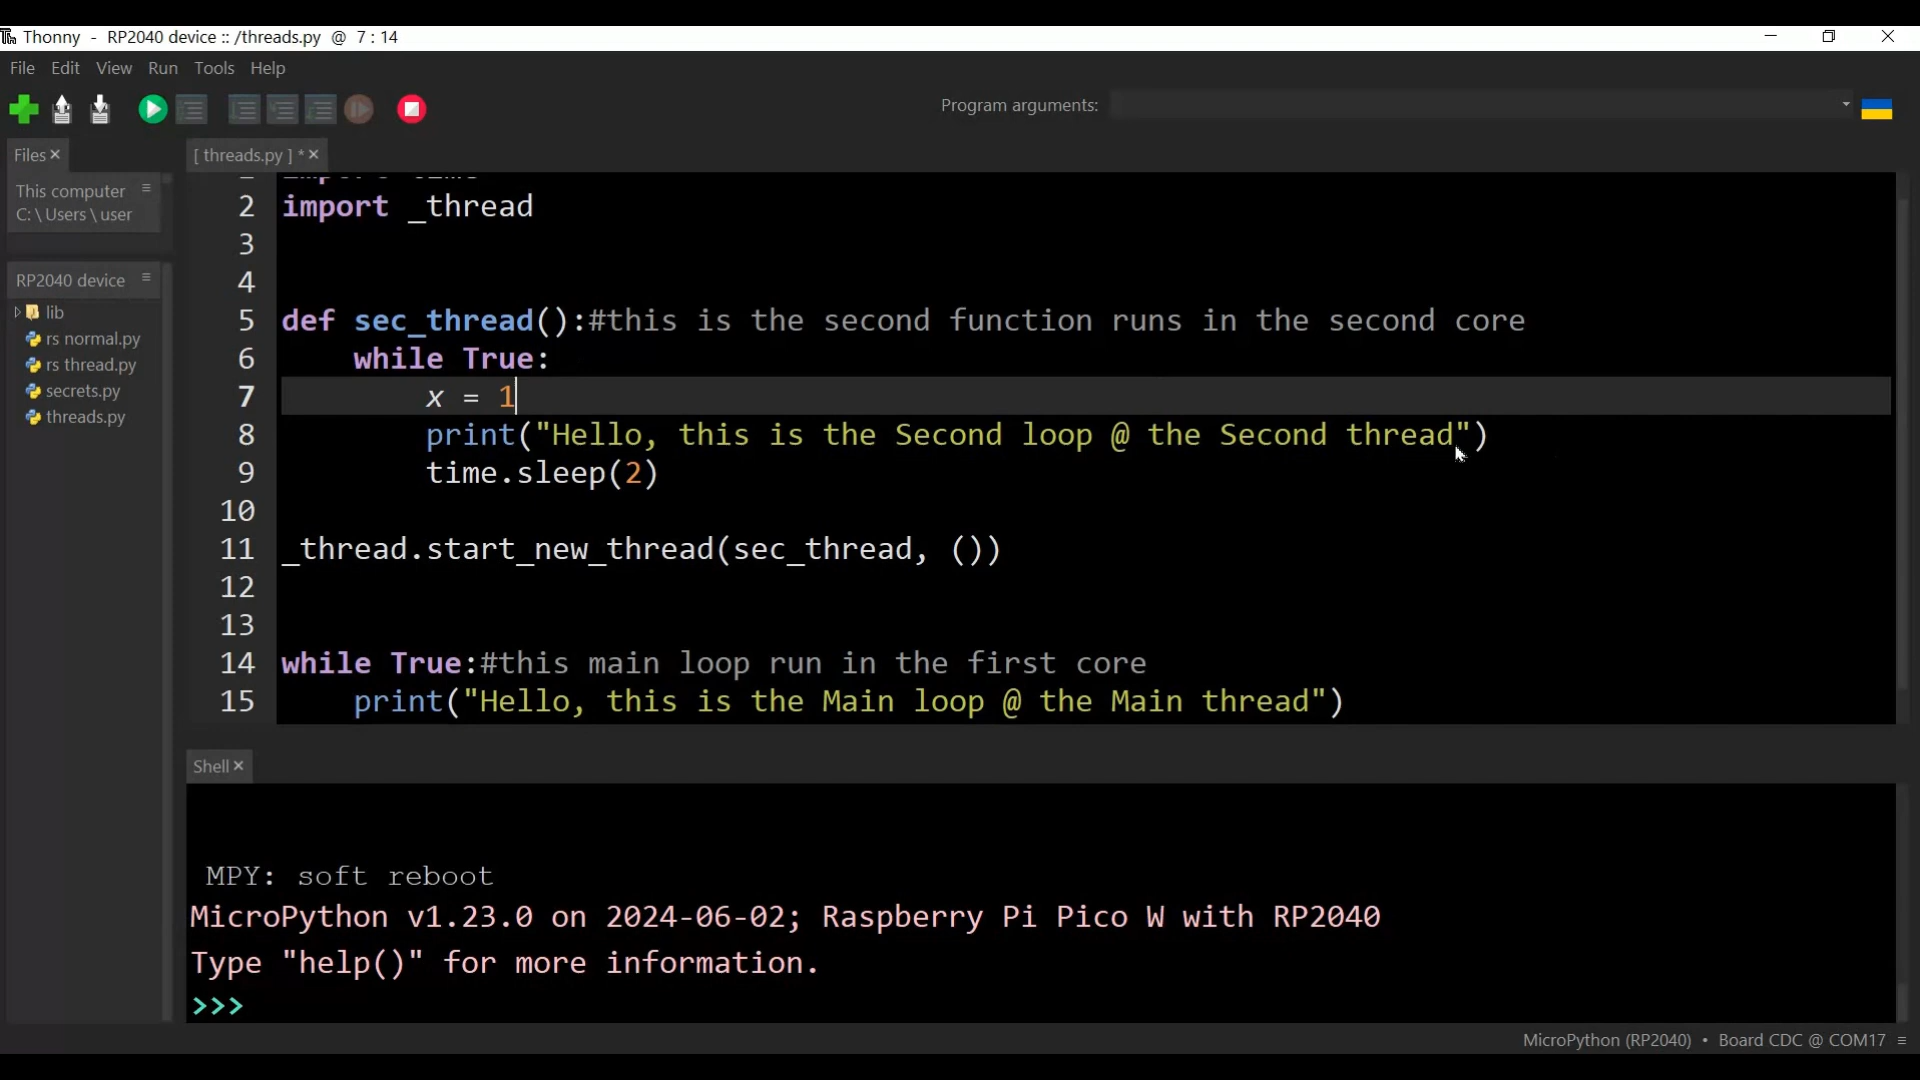 Thonny - RP2040 device :: /threads.py @ 7 : 14
File Edit View Run Tools Help
Program arguments:
Files
[ threads.py ] *
This computer
C: \ Users \ user
RP2040 device
lib
rs normal.py
rs thread.py
secrets.py
threads.py
2 import _thread
3
4
5 def sec_thread():#this is the second function runs in the second core
6 while True:
7 x = 1
8 print("Hello, this is the Second loop @ the Second thread")
9 time.sleep(2)
10
11 _thread.start_new_thread(sec_thread, ())
12
13
14 while True:#this main loop run in the first core
15 print("Hello, this is the Main loop @ the Main thread")
Shell
MPY: soft reboot
MicroPython v1.23.0 on 2024-06-02; Raspberry Pi Pico W with RP2040
Type "help()" for more information.
>>>
MicroPython (RP2040) • Board CDC @ COM17